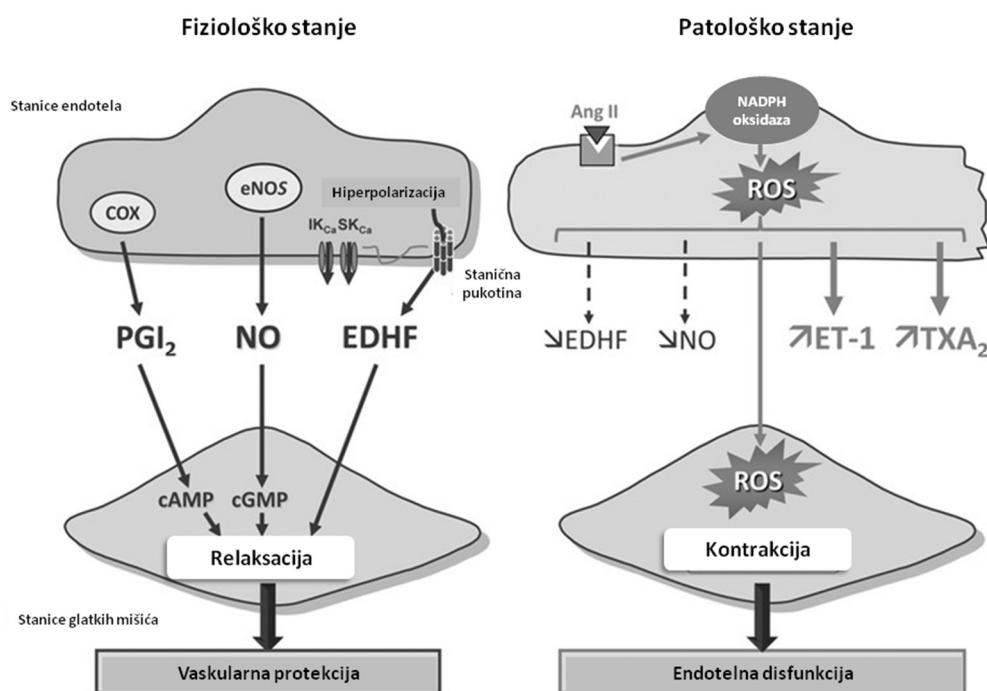 Fiziološko stanje
Patološko stanje
Stanice endotela
COX
eNOS
Hiperpolarizacija
IKCa SKCa
Stanična
pukotina
PGI2
NO
EDHF
cAMP
cGMP
Relaksacija
Stanice glatkih mišića
Vaskularna protekcija
Ang II
NADPH
oksidaza
ROS
↘EDHF
↘NO
↗ET-1
↗TXA2
ROS
Kontrakcija
Endotelna disfunkcija